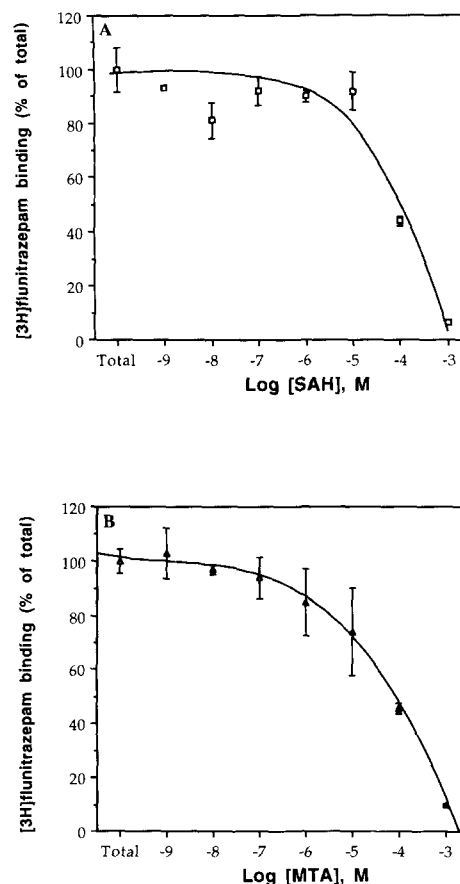 A
[3H]flunitrazepam binding (% of total)
120
100
80
60
40
20
0
Total -9 -8 -7 -6 -5 -4 -3
Log [SAH], M
B
[3H]flunitrazepam binding (% of total)
120
100
80
60
40
20
0
Total -9 -8 -7 -6 -5 -4 -3
Log [MTA], M